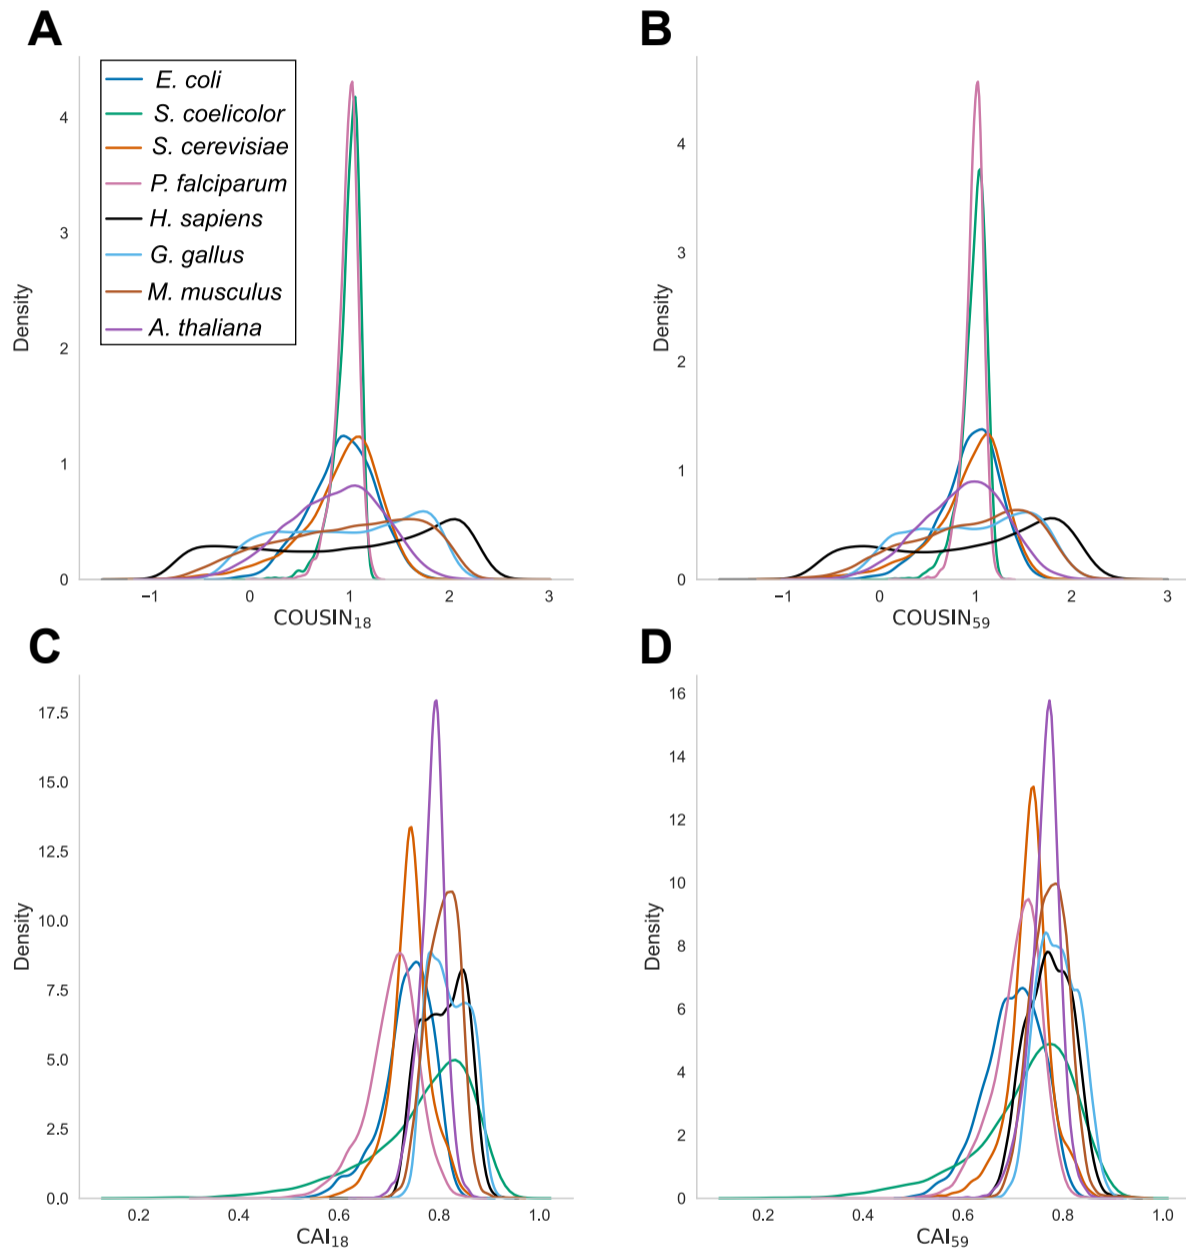 A
B
E. coli
S. coelicolor
S. cerevisiae
P. falciparum
H. sapiens
G. gallus
M. musculus
A. thaliana
4
3
2
1
0
Density
−1
0
1
2
3
COUSIN₁₈
4
3
2
1
0
Density
−1
0
1
2
3
COUSIN₅₉
C
D
17.5
15.0
12.5
10.0
7.5
5.0
2.5
0.0
Density
0.2
0.4
0.6
0.8
1.0
CAI₁₈
16
14
12
10
8
6
4
2
0
Density
0.2
0.4
0.6
0.8
1.0
CAI₅₉